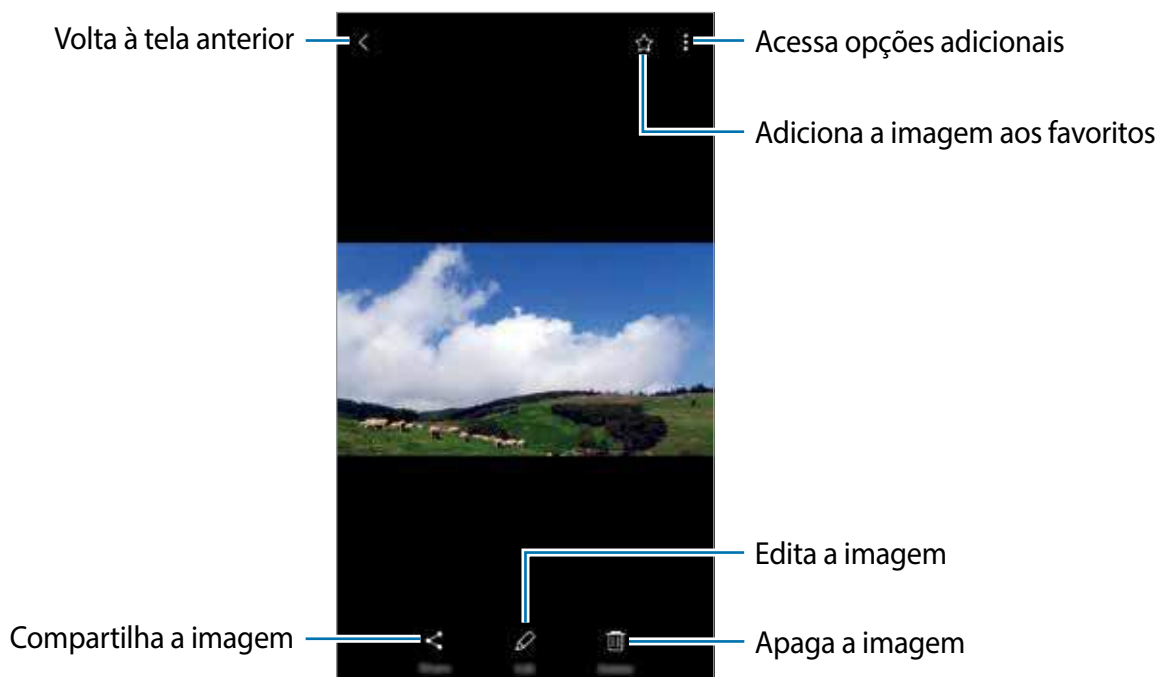 Volta à tela anterior
Acessa opções adicionais
Adiciona a imagem aos favoritos
Edita a imagem
Compartilha a imagem
Apaga a imagem